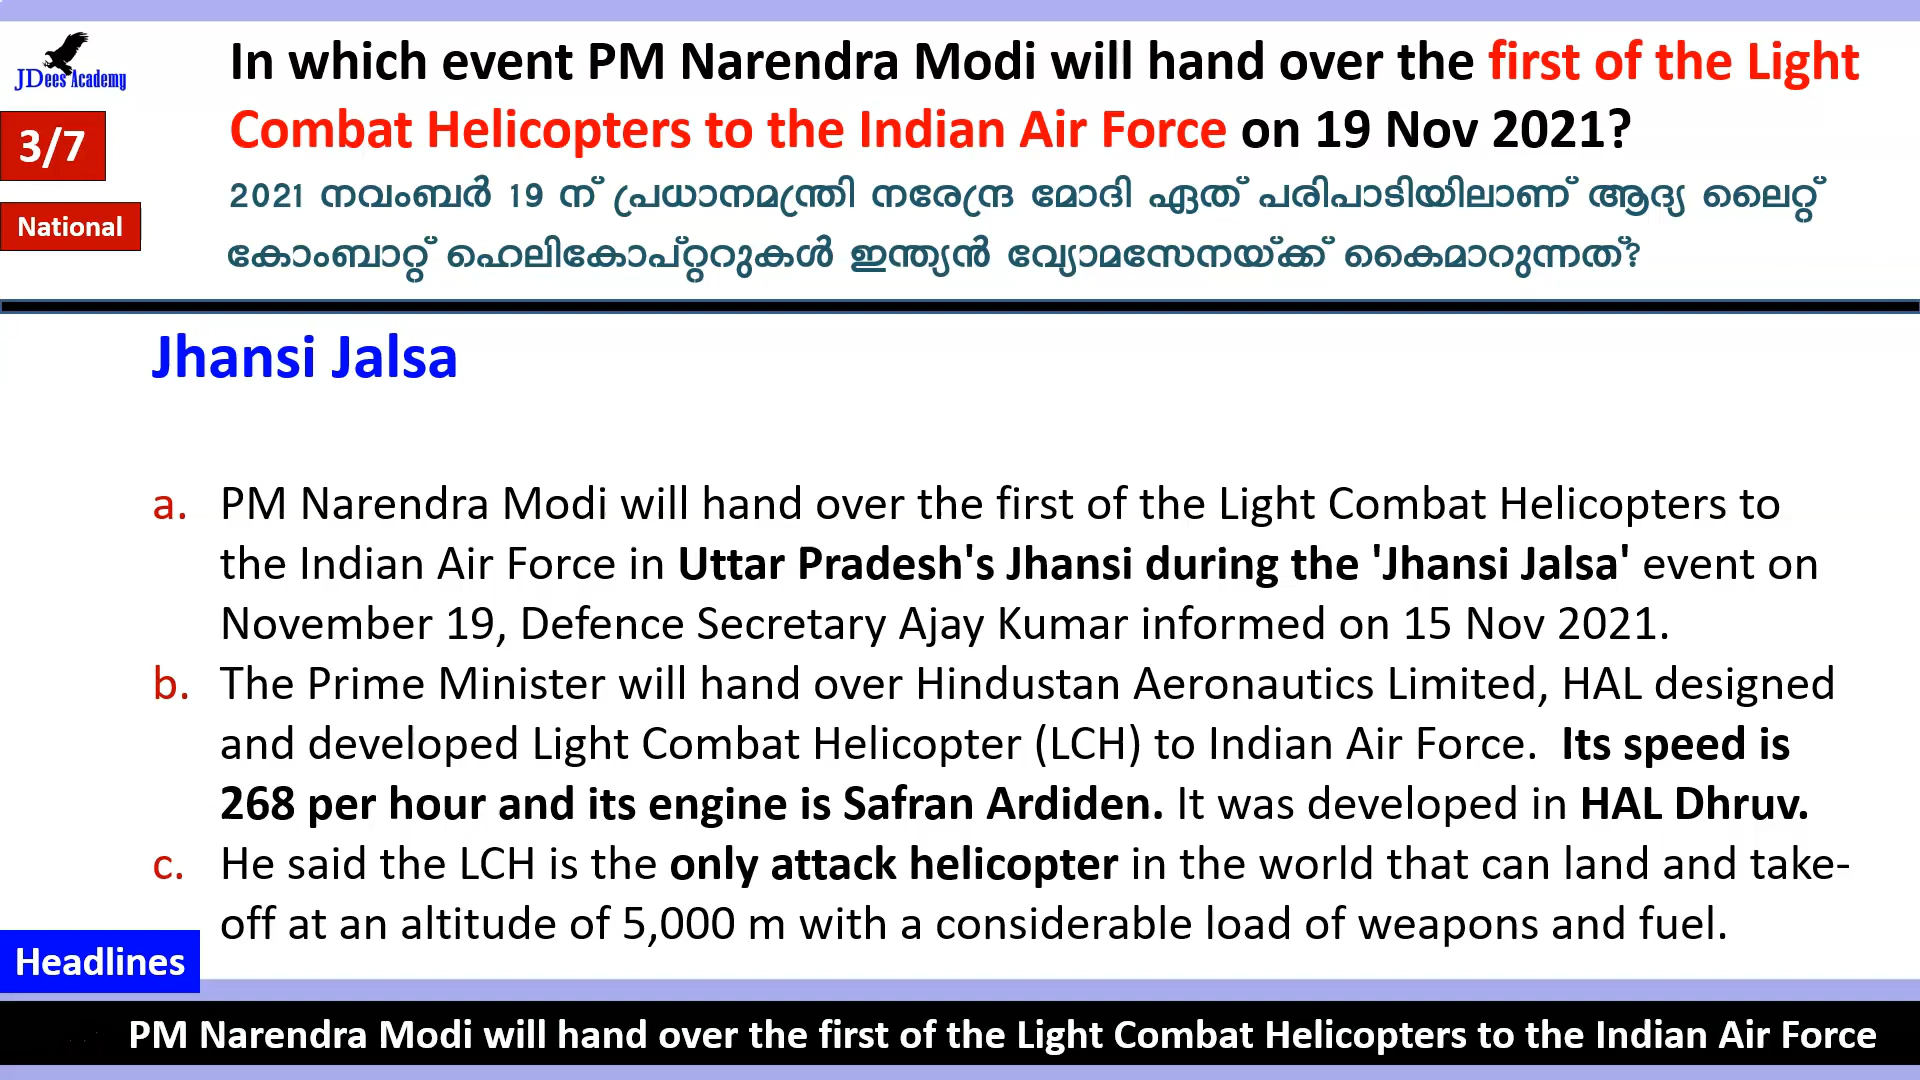 JDees Academy
In which event PM Narendra Modi will hand over the first of the Light
Combat Helicopters to the Indian Air Force on 19 Nov 2021?
3/7
2021 നവംബർ 19 ന് പ്രധാനമന്ത്രി നരേന്ദ്ര മോദി ഏത് പരിപാടിയിലാണ് ആദ്യ ലൈറ്റ്
National
കോംബാറ്റ് ഹെലികോപ്റ്ററുകൾ ഇന്ത്യൻ വ്യോമസേനയ്ക്ക് കൈമാറുന്നത്?
Jhansi Jalsa
a. PM Narendra Modi will hand over the first of the Light Combat Helicopters to
the Indian Air Force in Uttar Pradesh's Jhansi during the 'Jhansi Jalsa' event on
November 19, Defence Secretary Ajay Kumar informed on 15 Nov 2021.
b. The Prime Minister will hand over Hindustan Aeronautics Limited, HAL designed
and developed Light Combat Helicopter (LCH) to Indian Air Force. Its speed is
268 per hour and its engine is Safran Ardiden. It was developed in HAL Dhruv.
c. He said the LCH is the only attack helicopter in the world that can land and take-
off at an altitude of 5,000 m with a considerable load of weapons and fuel.
Headlines
PM Narendra Modi will hand over the first of the Light Combat Helicopters to the Indian Air Force